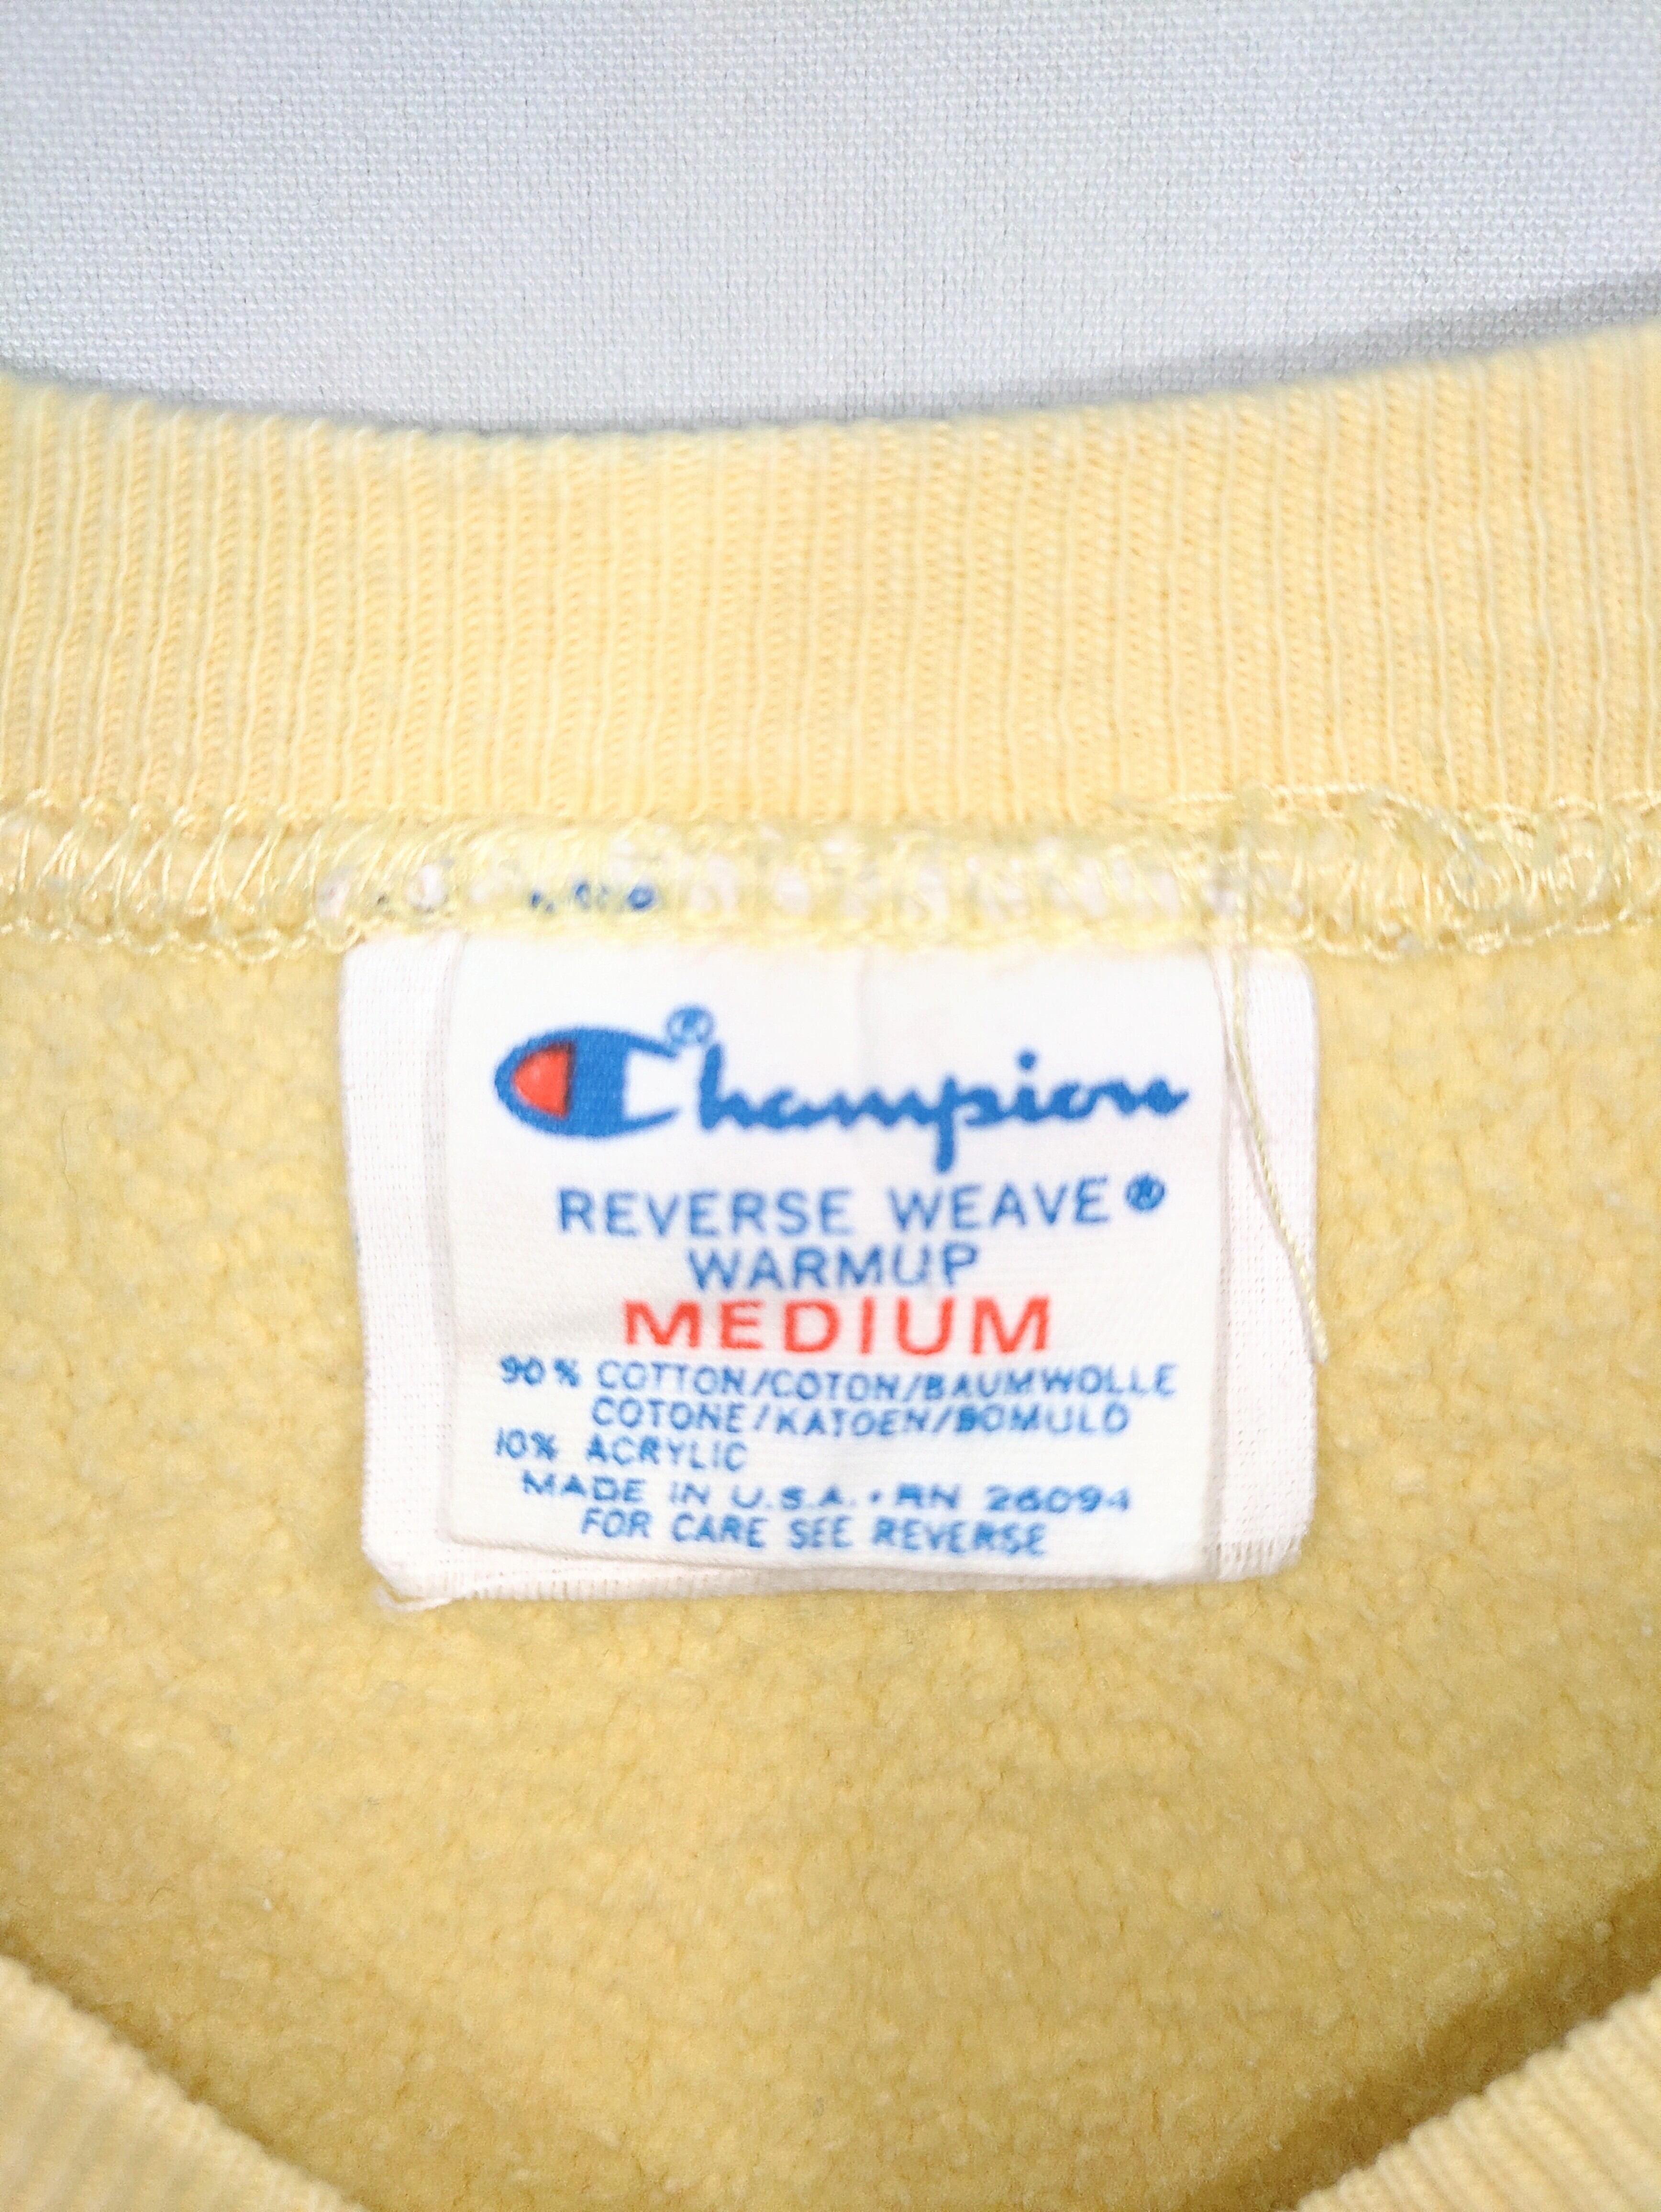 Champion®
REVERSE WEAVE®
WARMUP
MEDIUM
90% COTTON/COTON/BAUMWOLLE
COTONE/KATOEN/BOMULD
10% ACRYLIC
MADE IN U.S.A. • RN 26094
FOR CARE SEE REVERSE